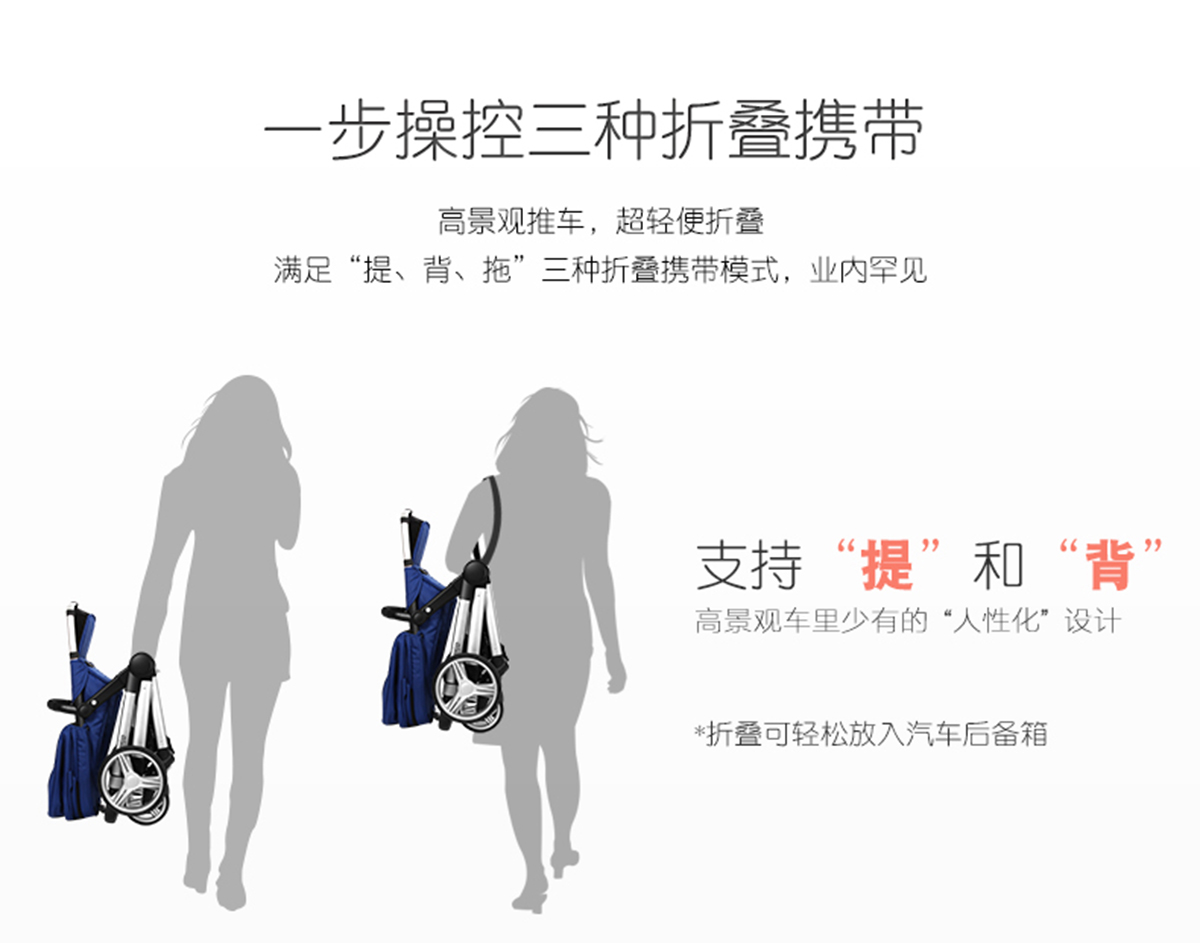 一步操控三种折叠携带
高景观推车，超轻便折叠
满足“提、背、拖”三种折叠携带模式，业内罕见
支持“提”和“背”
高景观车里少有的“人性化”设计
*折叠可轻松放入汽车后备箱